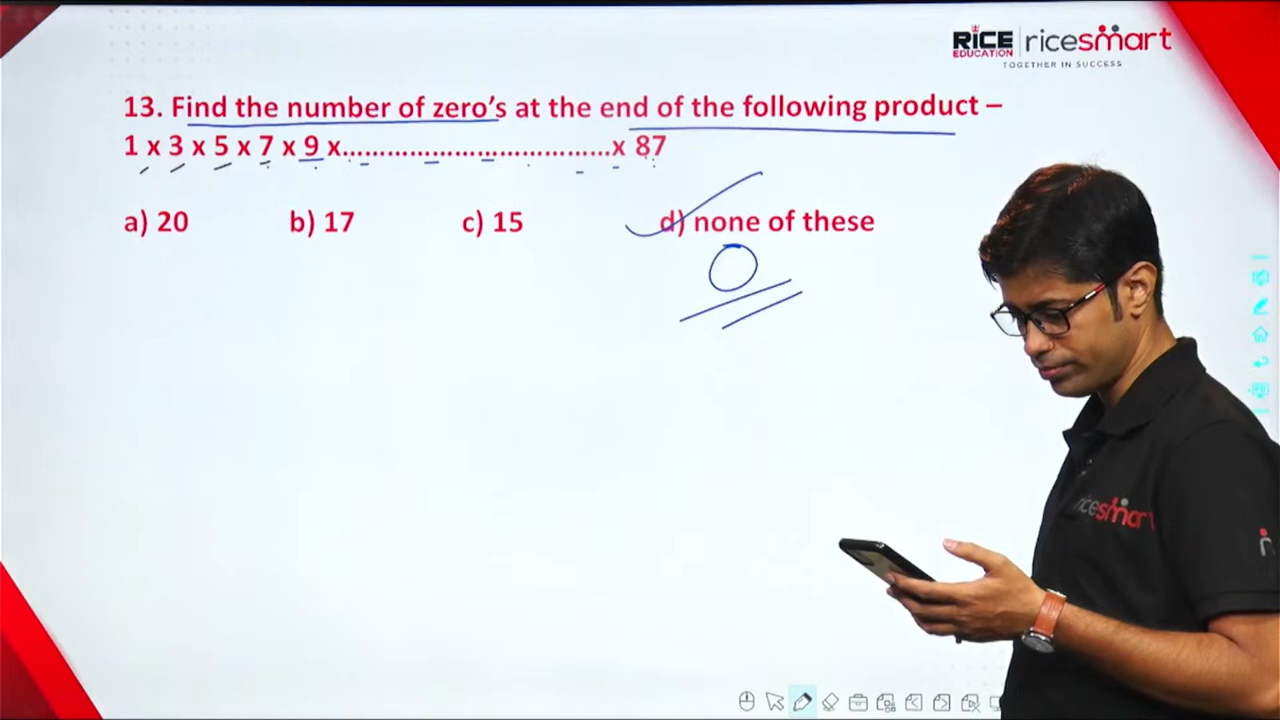 RICE EDUCATION | ricesmart
TOGETHER IN SUCCESS
13. Find the number of zero's at the end of the following product –
1 x 3 x 5 x 7 x 9 x........................................x 87
a) 20 b) 17 c) 15 d) none of these
0
ricesmart